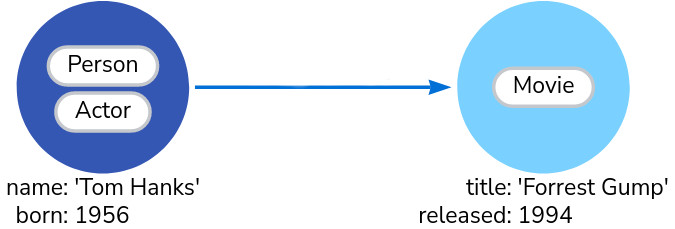 Person
Actor
Movie
name: 'Tom Hanks'
born: 1956
title: 'Forrest Gump'
released: 1994